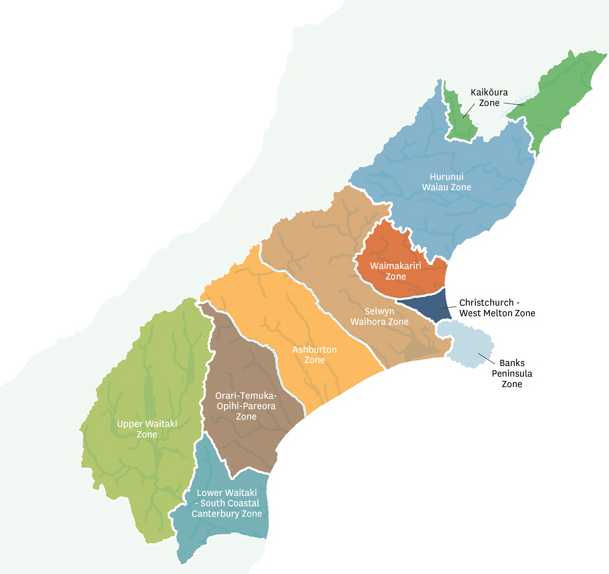 Kaikōura
Zone
Hurunui
Waiau Zone
Waimakariri
Zone
Christchurch -
West Melton Zone
Selwyn
Waihora Zone
Banks
Peninsula
Zone
Ashburton
Zone
Orari-Temuka-
Opihi-Pareora
Zone
Upper Waitaki
Zone
Lower Waitaki
- South Coastal
Canterbury Zone